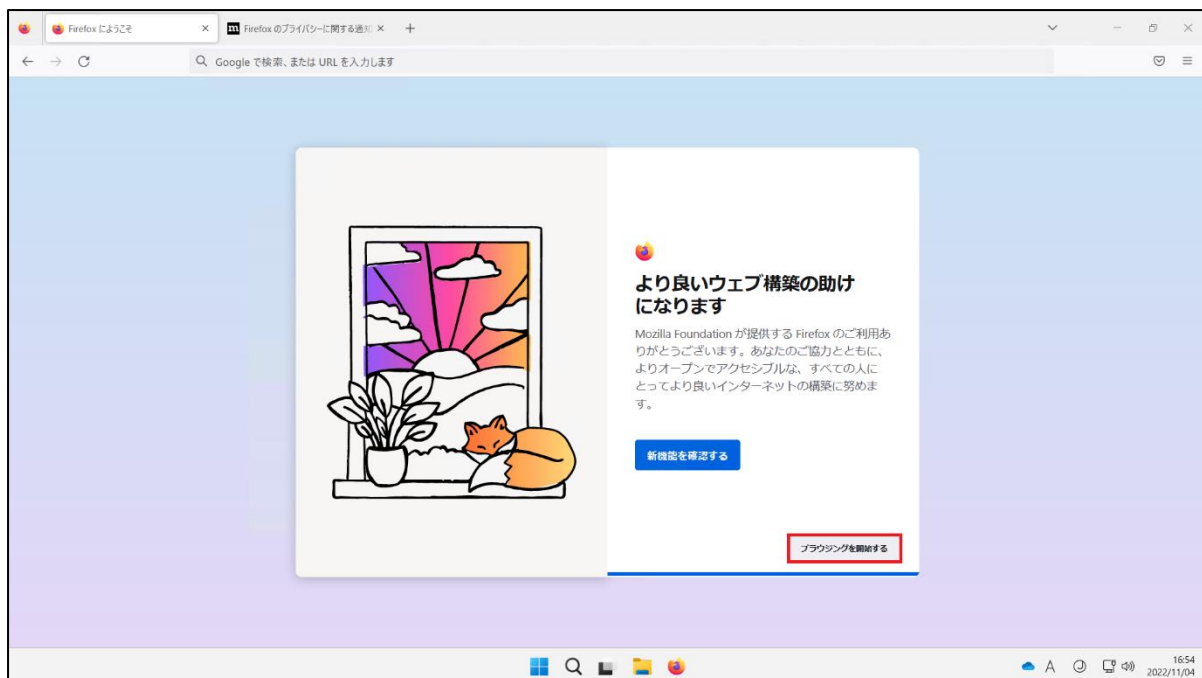 Firefox にようこそ
Firefox のプライバシーに関する通知
Google で検索、または URL を入力します
より良いウェブ構築の助け
になります
Mozilla Foundation が提供する Firefox のご利用あ
りがとうございます。あなたのご協力とともに、
よりオープンでアクセシブルな、すべての人に
とってより良いインターネットの構築に努めま
す。
新機能を確認する
ブラウジングを開始する
A
16:54
2022/11/04